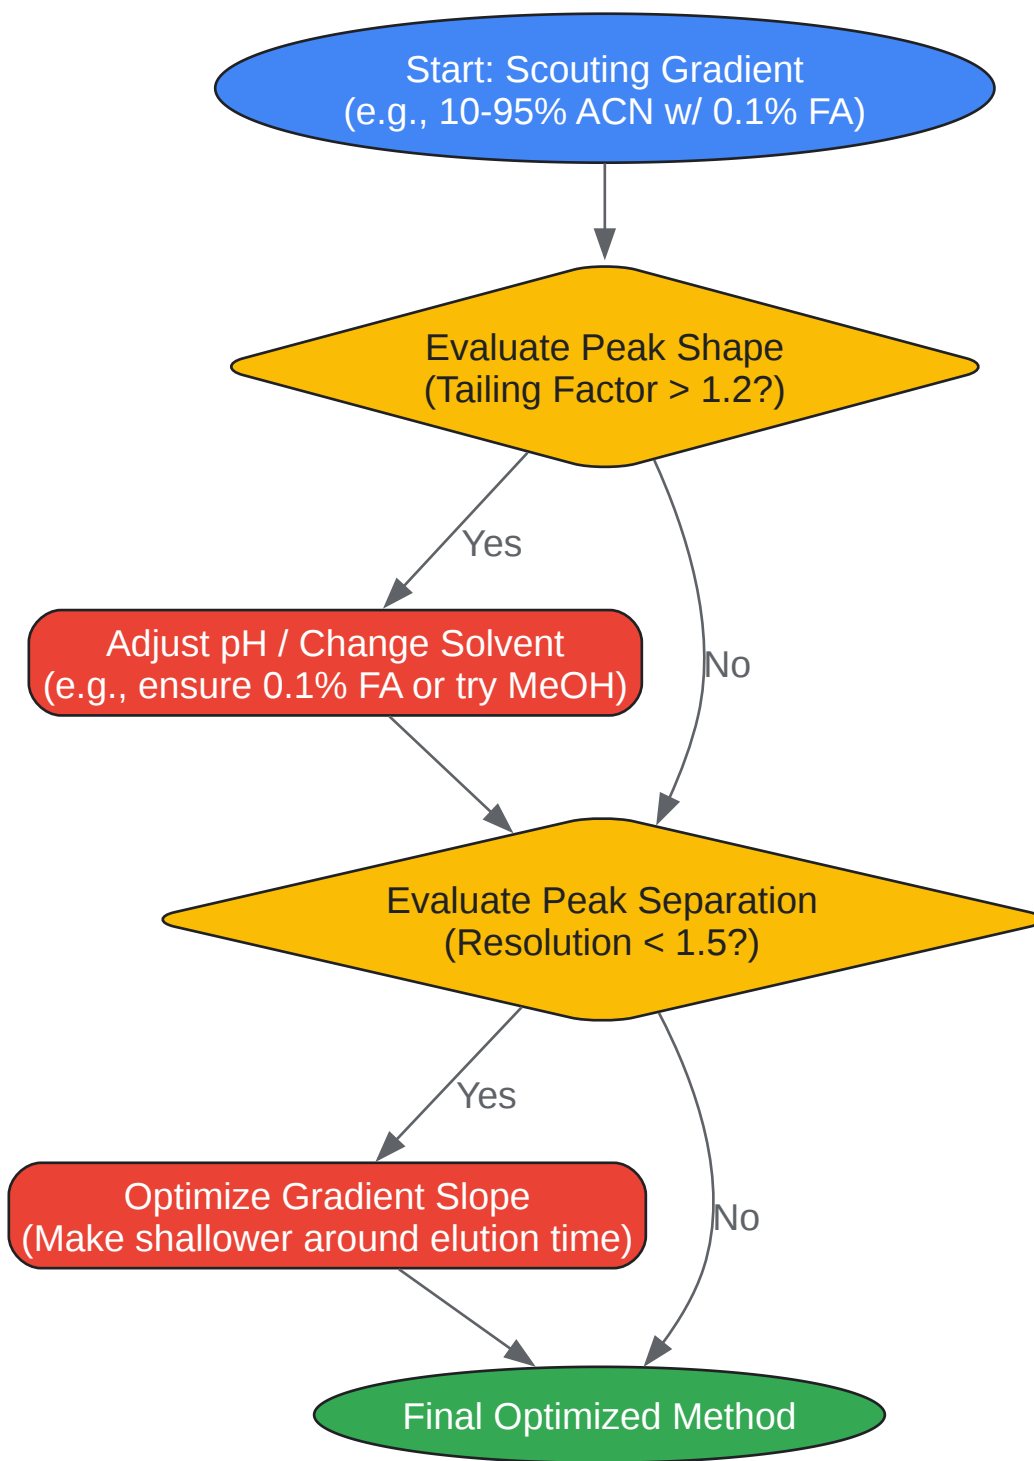 Start: Scouting Gradient
(e.g., 10-95% ACN w/ 0.1% FA)
Evaluate Peak Shape
(Tailing Factor > 1.2?)
Yes
Adjust pH / Change Solvent
(e.g., ensure 0.1% FA or try MeOH)
No
Evaluate Peak Separation
(Resolution < 1.5?)
Yes
Optimize Gradient Slope
(Make shallower around elution time)
No
Final Optimized Method